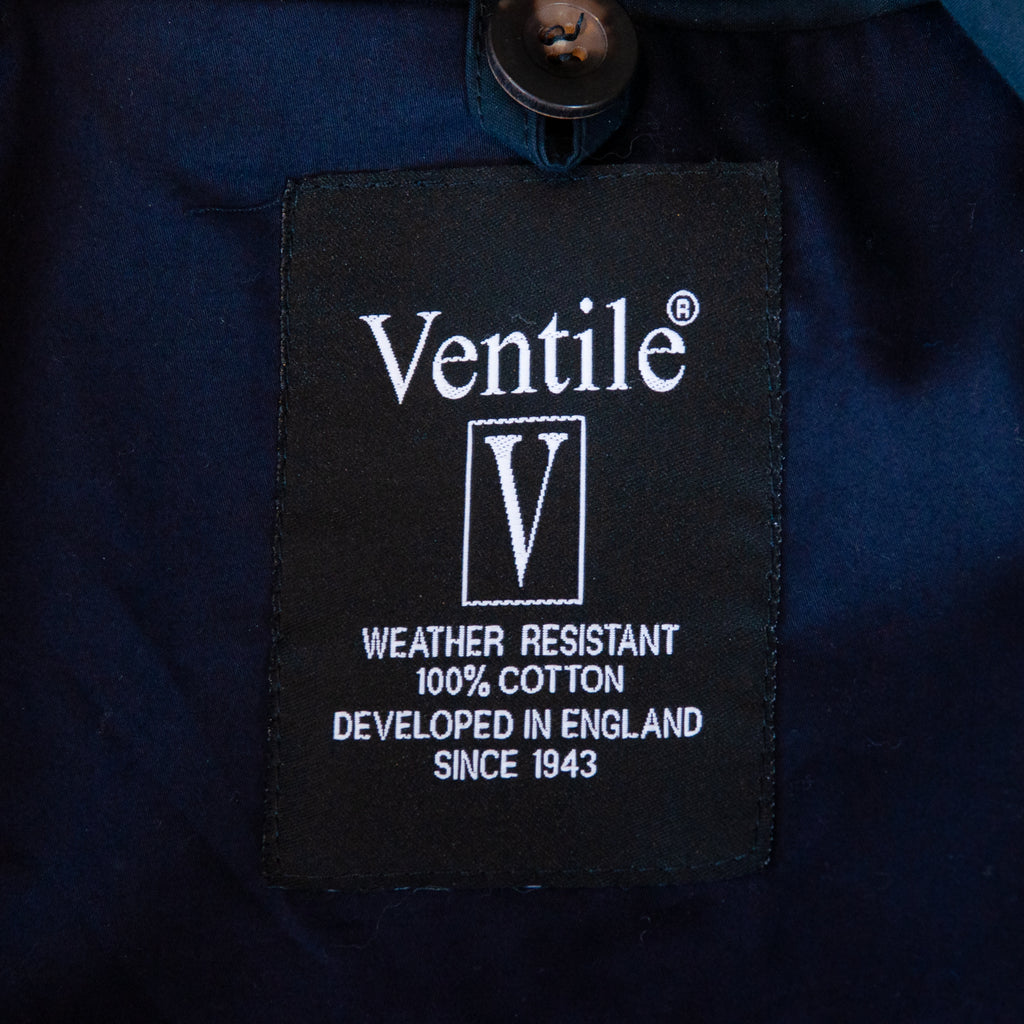 Ventile®
V
WEATHER RESISTANT
100% COTTON
DEVELOPED IN ENGLAND
SINCE 1943